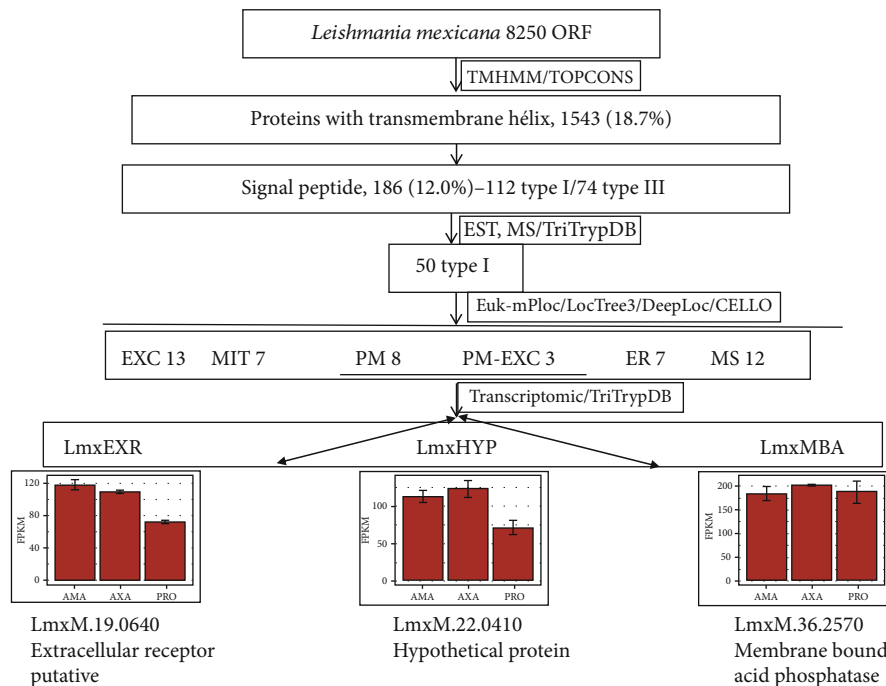 Leishmania mexicana 8250 ORF
TMHMM/TOPCONS
Proteins with transmembrane hélix, 1543 (18.7%)
Signal peptide, 186 (12.0%)–112 type I/74 type III
EST, MS/TriTrypDB
50 type I
Euk-mPloc/LocTree3/DeepLoc/CELLO
EXC 13 MIT 7 PM 8 PM-EXC 3 ER 7 MS 12
Transcriptomic/TriTrypDB
LmxEXR LmxHYP LmxMBA
FPKM
120
80
40
0
AMA AXA PRO
FPKM
100
50
0
AMA AXA PRO
FPKM
200
150
100
50
0
AMA AXA PRO
LmxM.19.0640
Extracellular receptor
putative
LmxM.22.0410
Hypothetical protein
LmxM.36.2570
Membrane bound
acid phosphatase